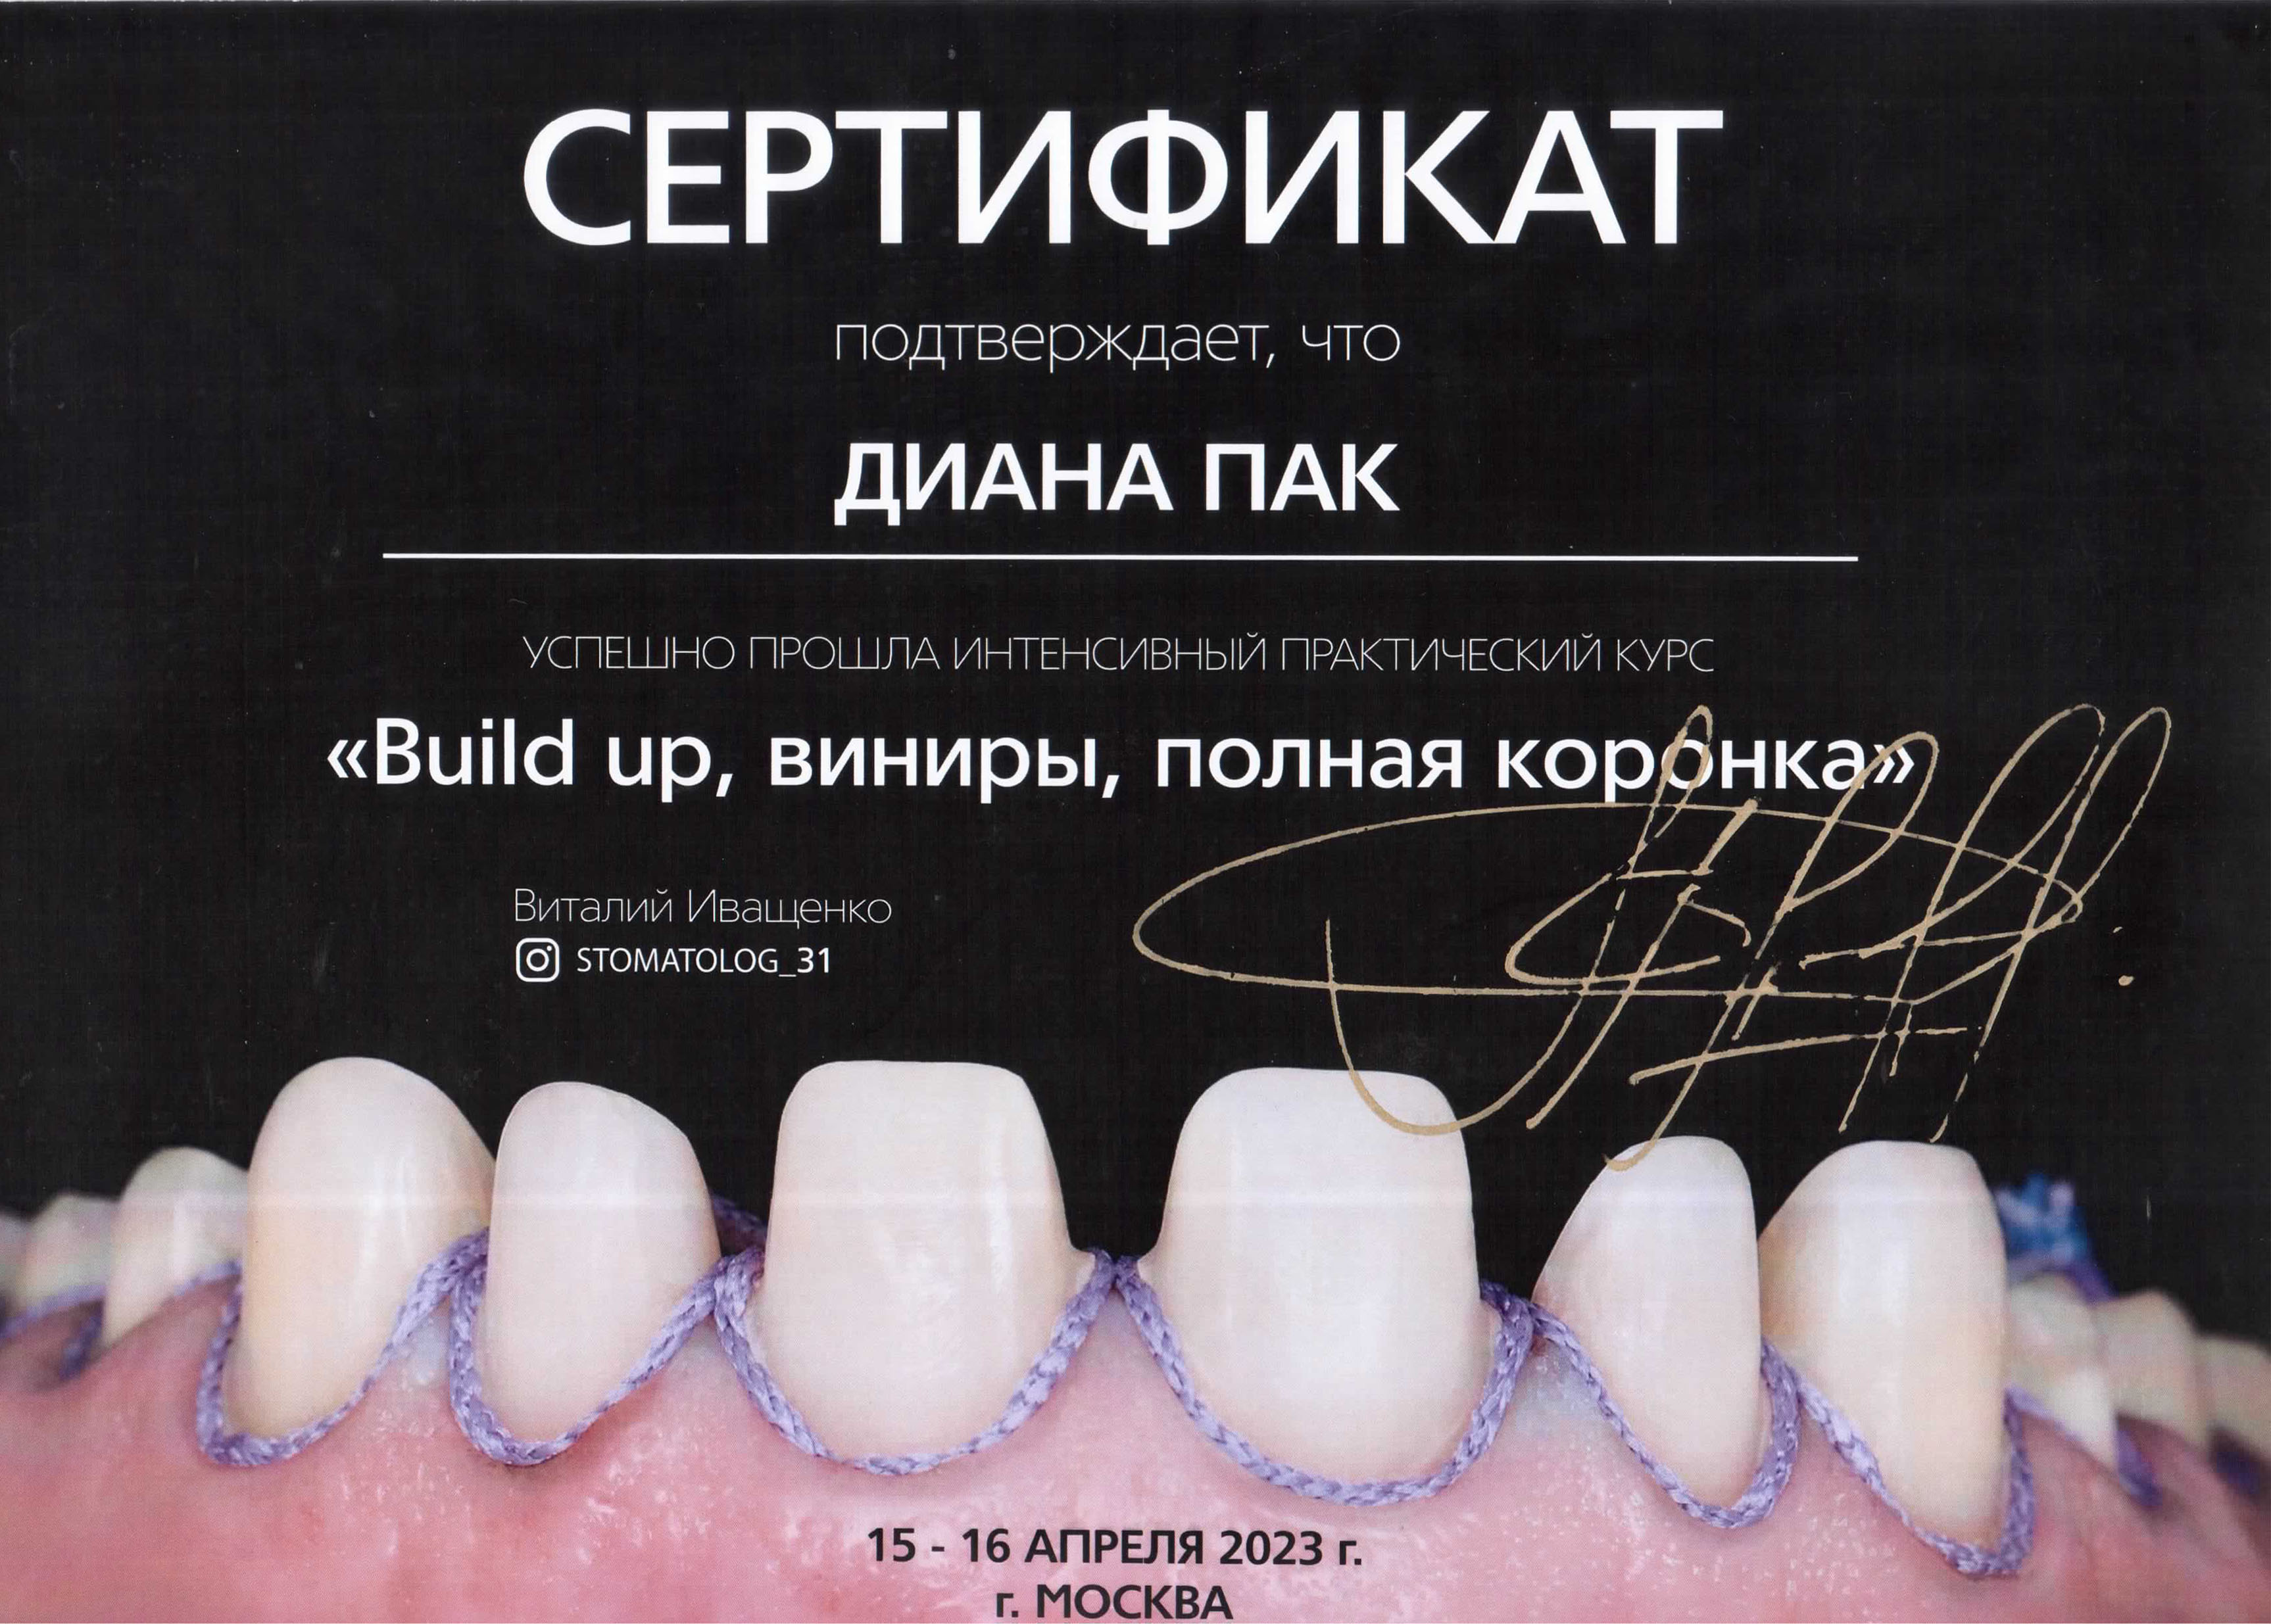 СЕРТИФИКАТ
подтверждает, что
ДИАНА ПАК
УСПЕШНО ПРОШЛА ИНТЕНСИВНЫЙ ПРАКТИЧЕСКИЙ КУРС
«Build up, виниры, полная коронка»
Виталий Иващенко
STOMATOLOG_31
15 - 16 АПРЕЛЯ 2023 г.
г. МОСКВА